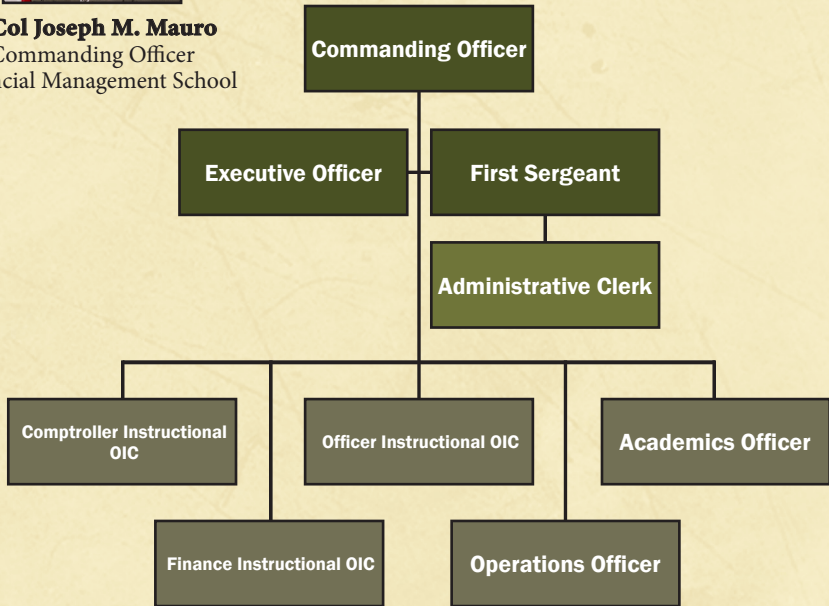 Col Joseph M. Mauro
Commanding Officer
Management School
Commanding Officer
Executive Officer
First Sergeant
Administrative Clerk
Comptroller Instructional
OIC
Officer Instructional OIC
Academics Officer
Finance Instructional OIC
Operations Officer